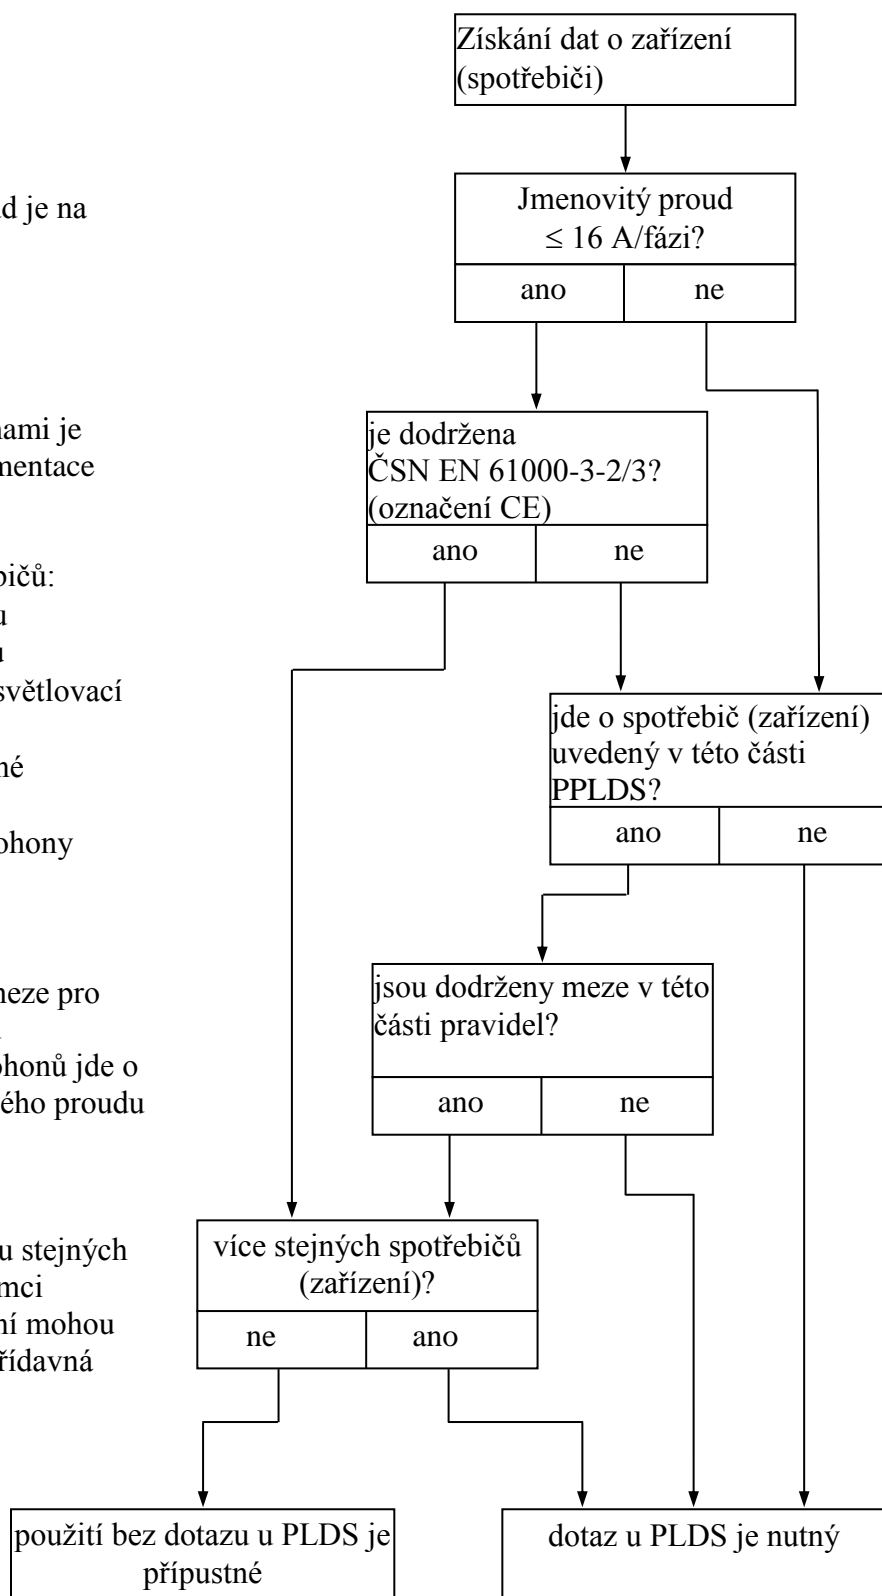 Získání dat o zařízení
(spotřebiči)
d je na
Jmenovitý proud
≤ 16 A/fázi?
ano
ne
nami je
mentace
je dodržena
ČSN EN 61000-3-2/3?
(označení CE)
ano
ne
bičů:
u
u
světlovací
né
ohony
jde o spotřebič (zařízení)
uvedený v této části
PPLDS?
ano
ne
meze pro
ohonů jde o
ého proudu
jsou dodrženy meze v této
části pravidel?
ano
ne
u stejných
mci
ní mohou
řídavná
více stejných spotřebičů
(zařízení)?
ne
ano
použití bez dotazu u PLDS je
přípustné
dotaz u PLDS je nutný